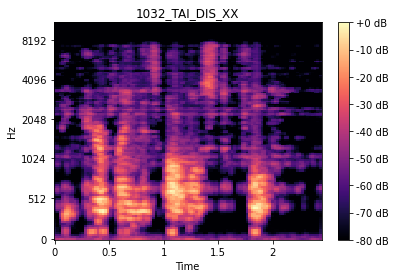 1032_TAI_DIS_XX
Hz
8192
4096
2048
1024
512
0
0
0.5
1
1.5
2
Time
+0 dB
-10 dB
-20 dB
-30 dB
-40 dB
-50 dB
-60 dB
-70 dB
-80 dB